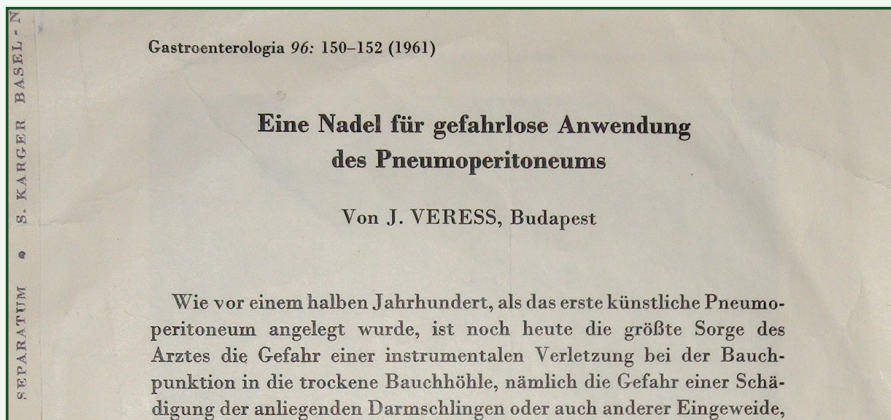 SEPARATUM • S. KARGER BASEL - N
Gastroenterologia 96: 150–152 (1961)
Eine Nadel für gefahrlose Anwendung
des Pneumoperitoneums
Von J. VERESS, Budapest
Wie vor einem halben Jahrhundert, als das erste künstliche Pneumo-
peritoneum angelegt wurde, ist noch heute die größte Sorge des
Arztes die Gefahr einer instrumentalen Verletzung bei der Bauch-
punktion in die trockene Bauchhöhle, nämlich die Gefahr einer Schä-
digung der anliegenden Darmschlingen oder auch anderer Eingeweide,